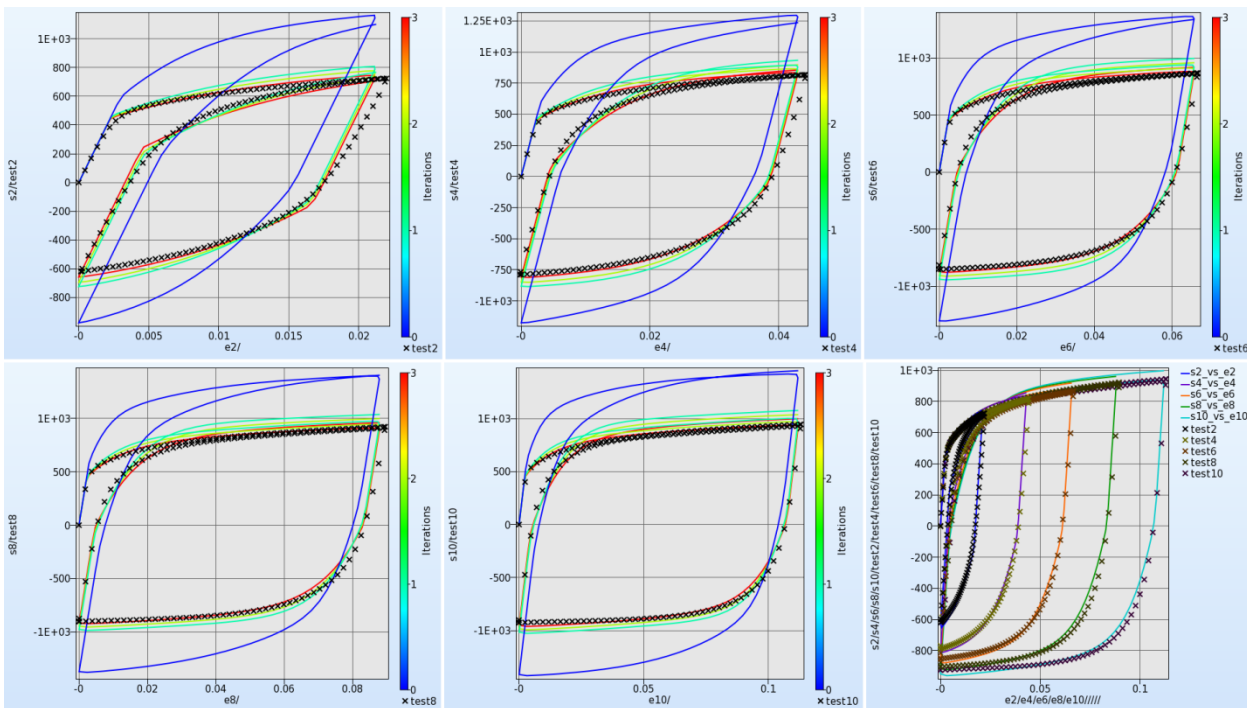 1E+03
800
600
400
200
0
-200
-400
-600
-800
s2/test2
-0 0.005 0.01 0.015 0.02
e2/
3
2
1
0
Iterations
×test2
1.25E+03
1E+03
750
500
250
0
-250
-500
-750
-1E+03
s4/test4
-0 0.02 0.04
e4/
3
2
1
0
Iterations
×test4
1E+03
500
0
-500
-1E+03
s6/test6
-0 0.02 0.04 0.06
e6/
3
2
1
0
Iterations
×test6
1E+03
500
0
-500
-1E+03
s8/test8
-0 0.02 0.04 0.06 0.08
e8/
3
2
1
0
Iterations
×test8
1E+03
500
0
-500
-1E+03
s10/test10
-0 0.05 0.1
e10/
3
2
1
0
Iterations
×test10
1E+03
800
600
400
200
0
-200
-400
-600
-800
s2/s4/s6/s8/s10/test2/test4/test6/test8/test10
-0 0.05 0.1
e2/e4/e6/e8/e10/////
s2_vs_e2
s4_vs_e4
s6_vs_e6
s8_vs_e8
s10_vs_e10
×test2
×test4
×test6
×test8
×test10